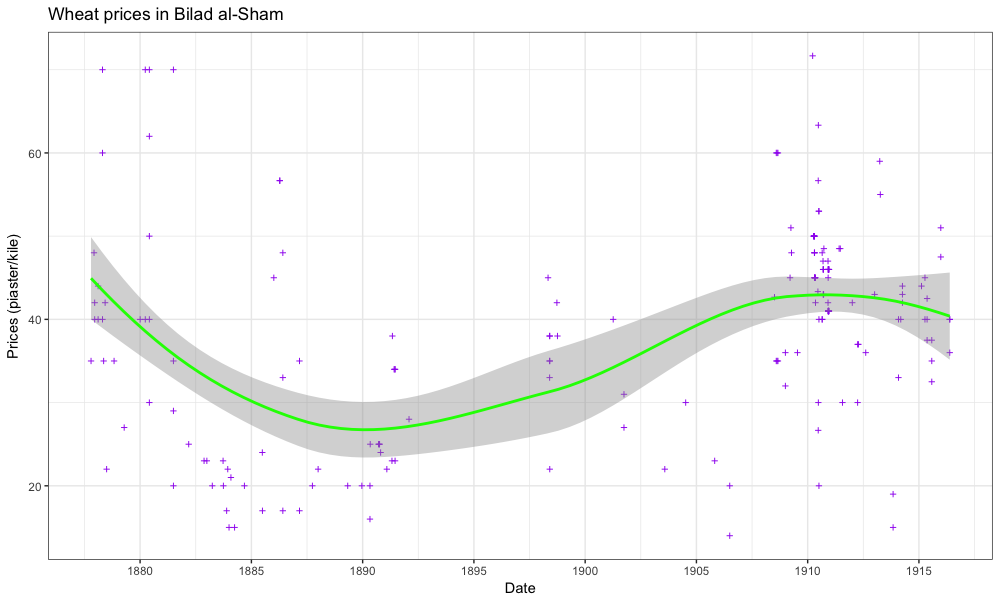 Wheat prices in Bilad al-Sham
Prices (piaster/kile)
60
40
20
1880 1885 1890 1895 1900 1905 1910 1915
Date